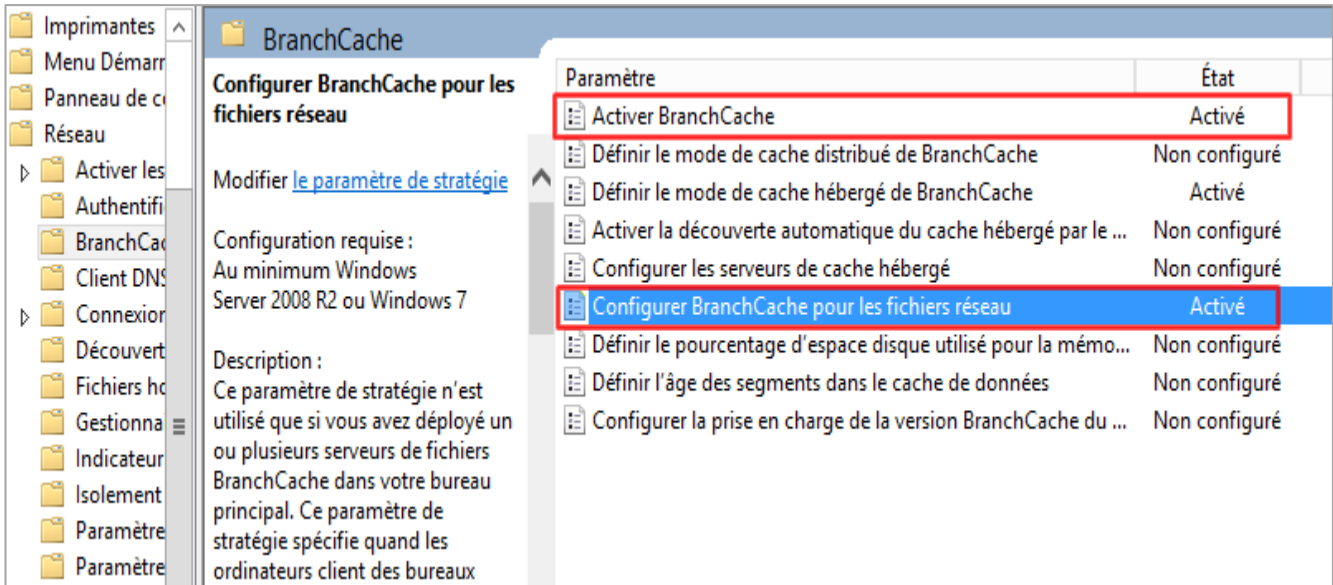 Imprimantes
Menu Démarr
Panneau de co
Réseau
Activer les
Authentifi
BranchCac
Client DNS
Connexion
Découvert
Fichiers ho
Gestionna
Indicateur
Isolement
Paramètre
Paramètre
BranchCache
Configurer BranchCache pour les
fichiers réseau
Modifier le paramètre de stratégie
Configuration requise :
Au minimum Windows
Server 2008 R2 ou Windows 7
Description :
Ce paramètre de stratégie n'est
utilisé que si vous avez déployé un
ou plusieurs serveurs de fichiers
BranchCache dans votre bureau
principal. Ce paramètre de
stratégie spécifie quand les
ordinateurs client des bureaux
Paramètre État
Activer BranchCache Activé
Définir le mode de cache distribué de BranchCache Non configuré
Définir le mode de cache hébergé de BranchCache Activé
Activer la découverte automatique du cache hébergé par le ... Non configuré
Configurer les serveurs de cache hébergé Non configuré
Configurer BranchCache pour les fichiers réseau Activé
Définir le pourcentage d'espace disque utilisé pour la mémo... Non configuré
Définir l'âge des segments dans le cache de données Non configuré
Configurer la prise en charge de la version BranchCache du ... Non configuré